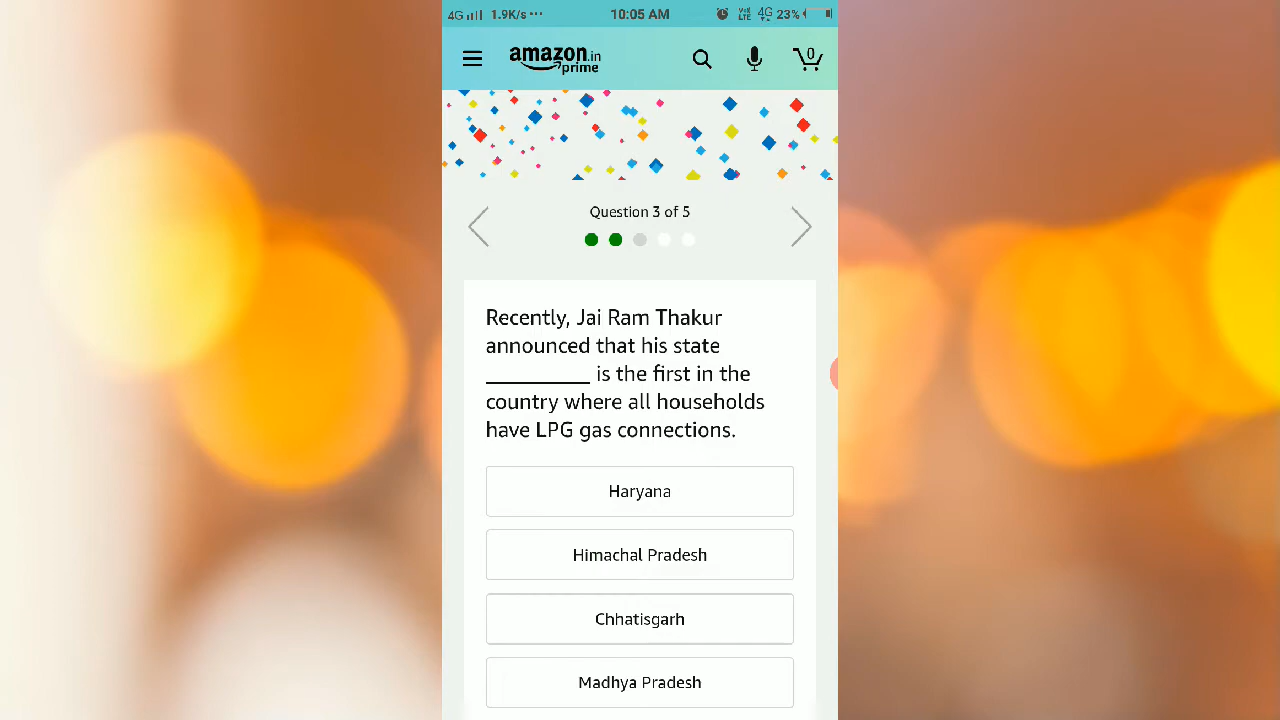 4G 1.9K/s ··· 10:05 AM VoLTE 4G 23%
amazon.in
prime
0
Question 3 of 5
Recently, Jai Ram Thakur
announced that his state
__________ is the first in the
country where all households
have LPG gas connections.
Haryana
Himachal Pradesh
Chhatisgarh
Madhya Pradesh